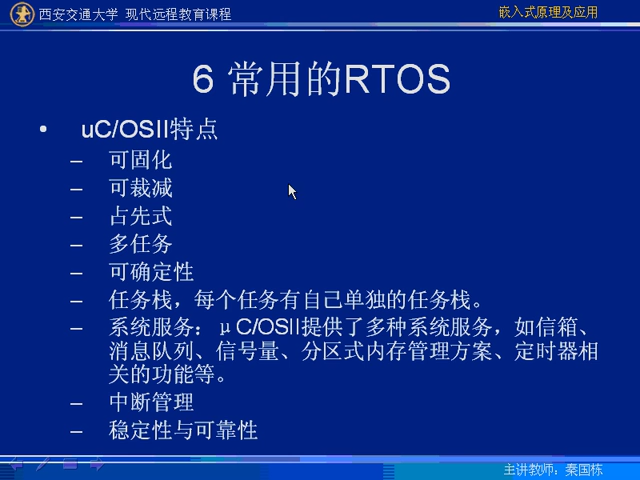 西安交通大学 现代远程教育课程
嵌入式原理及应用
6 常用的RTOS
• uC/OSII特点
– 可固化
– 可裁减
– 占先式
– 多任务
– 可确定性
– 任务栈，每个任务有自己单独的任务栈。
– 系统服务：μC/OSII提供了多种系统服务，如信箱、
消息队列、信号量、分区式内存管理方案、定时器相
关的功能等。
– 中断管理
– 稳定性与可靠性
主讲教师：秦国栋